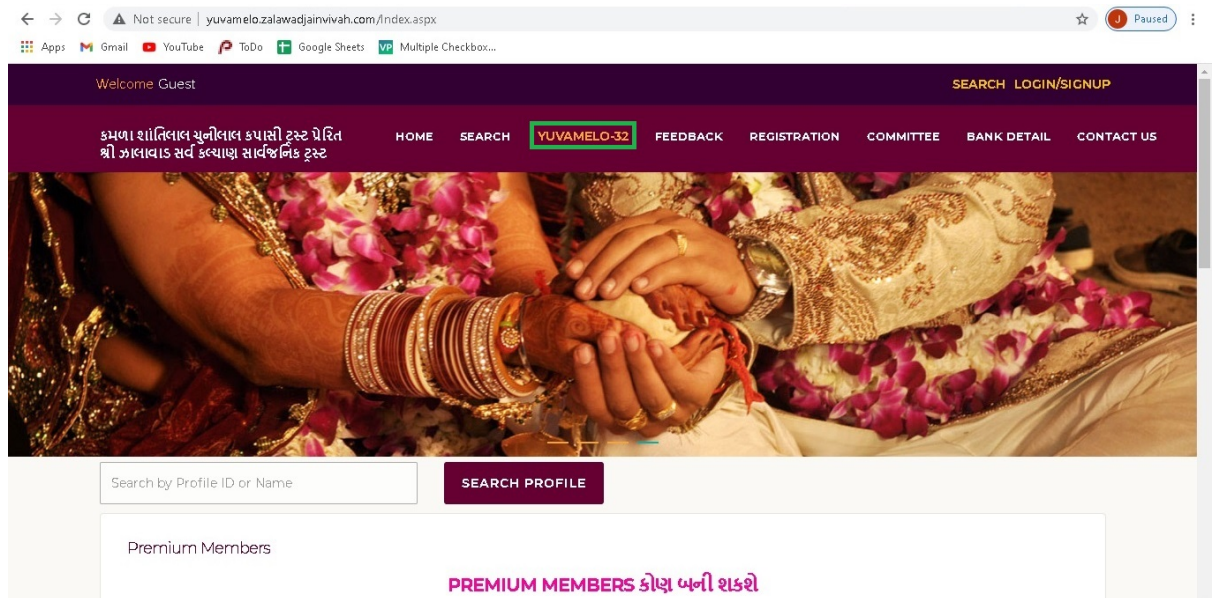 Not secure | yuvamelo.zalawadjainvivah.com/Index.aspx
J Paused
Apps Gmail YouTube ToDo Google Sheets VP Multiple Checkbox...
Welcome Guest
SEARCH LOGIN/SIGNUP
કમળા શાંતિલાલ ચુનીલાલ કપાસી ટ્રસ્ટ પ્રેરિત
શ્રી ઝાલાવાડ સર્વ કલ્યાણ સાર્વજનિક ટ્રસ્ટ
HOME SEARCH YUVAMELO-32 FEEDBACK REGISTRATION COMMITTEE BANK DETAIL CONTACT US
Search by Profile ID or Name
SEARCH PROFILE
Premium Members
PREMIUM MEMBERS કોણ બની શકશે